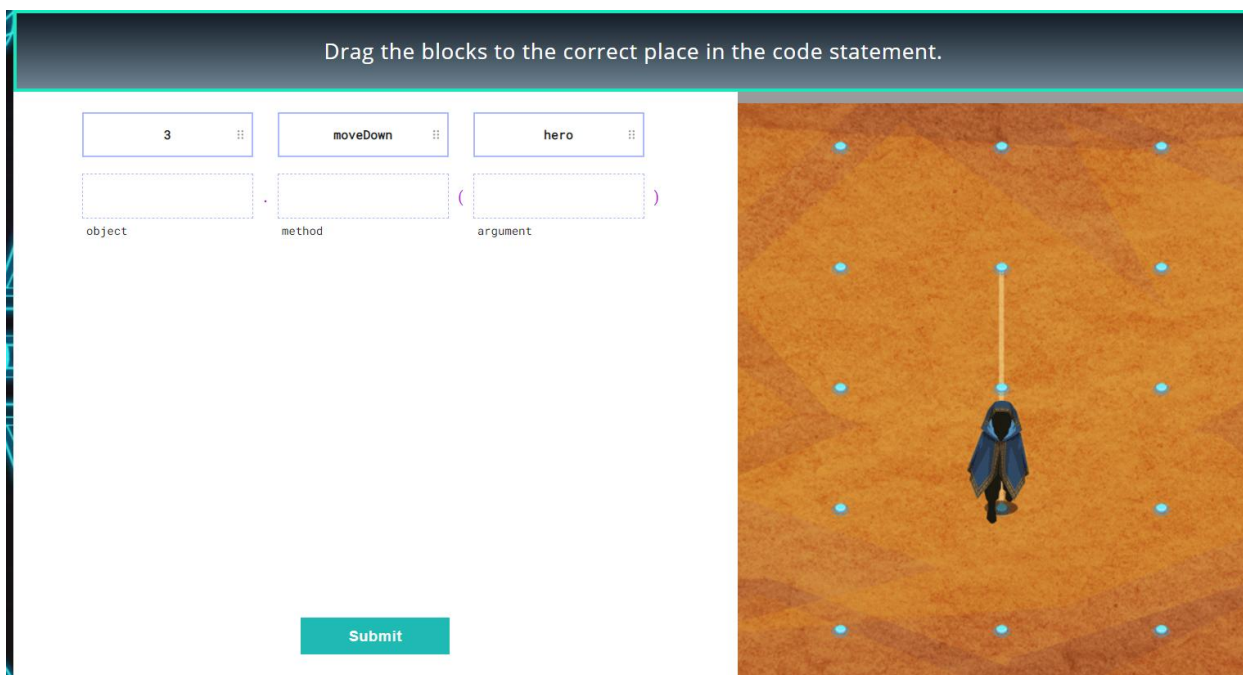 Drag the blocks to the correct place in the code statement.
3 moveDown hero
. ( )
object method argument
Submit